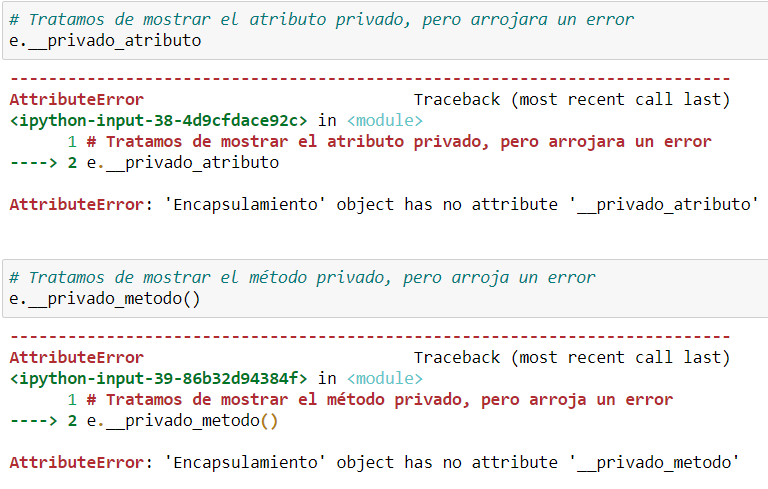 # Tratamos de mostrar el atributo privado, pero arrojara un error
e.__privado_atributo
---------------------------------------------------------------------------
AttributeError                            Traceback (most recent call last)
<ipython-input-38-4d9cfdace92c> in <module>
      1 # Tratamos de mostrar el atributo privado, pero arrojara un error
----> 2 e.__privado_atributo
AttributeError: 'Encapsulamiento' object has no attribute '__privado_atributo'
# Tratamos de mostrar el método privado, pero arroja un error
e.__privado_metodo()
---------------------------------------------------------------------------
AttributeError                            Traceback (most recent call last)
<ipython-input-39-86b32d94384f> in <module>
      1 # Tratamos de mostrar el método privado, pero arroja un error
----> 2 e.__privado_metodo()
AttributeError: 'Encapsulamiento' object has no attribute '__privado_metodo'